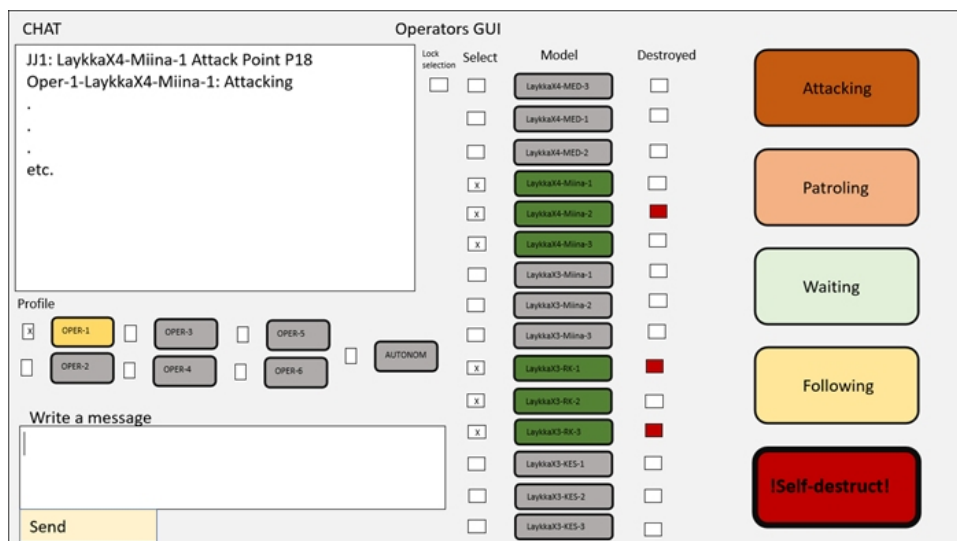 CHAT
Operators GUI
JJ1: LaykkaX4-Miina-1 Attack Point P18
Oper-1-LaykkaX4-Miina-1: Attacking
.
.
.
etc.
Profile
x OPER-1
OPER-3
OPER-5
OPER-2
OPER-4
OPER-6
AUTONOM
Write a message
Send
Lock
selection
Select
Model
Destroyed
LaykkaX4-MED-3
LaykkaX4-MED-1
LaykkaX4-MED-2
x LaykkaX4-Miina-1
x LaykkaX4-Miina-2
x LaykkaX4-Miina-3
LaykkaX3-Miina-1
LaykkaX3-Miina-2
LaykkaX3-Miina-3
x LaykkaX3-RK-1
x LaykkaX3-RK-2
x LaykkaX3-RK-3
LaykkaX3-KES-1
LaykkaX3-KES-2
LaykkaX3-KES-3
Attacking
Patroling
Waiting
Following
!Self-destruct!